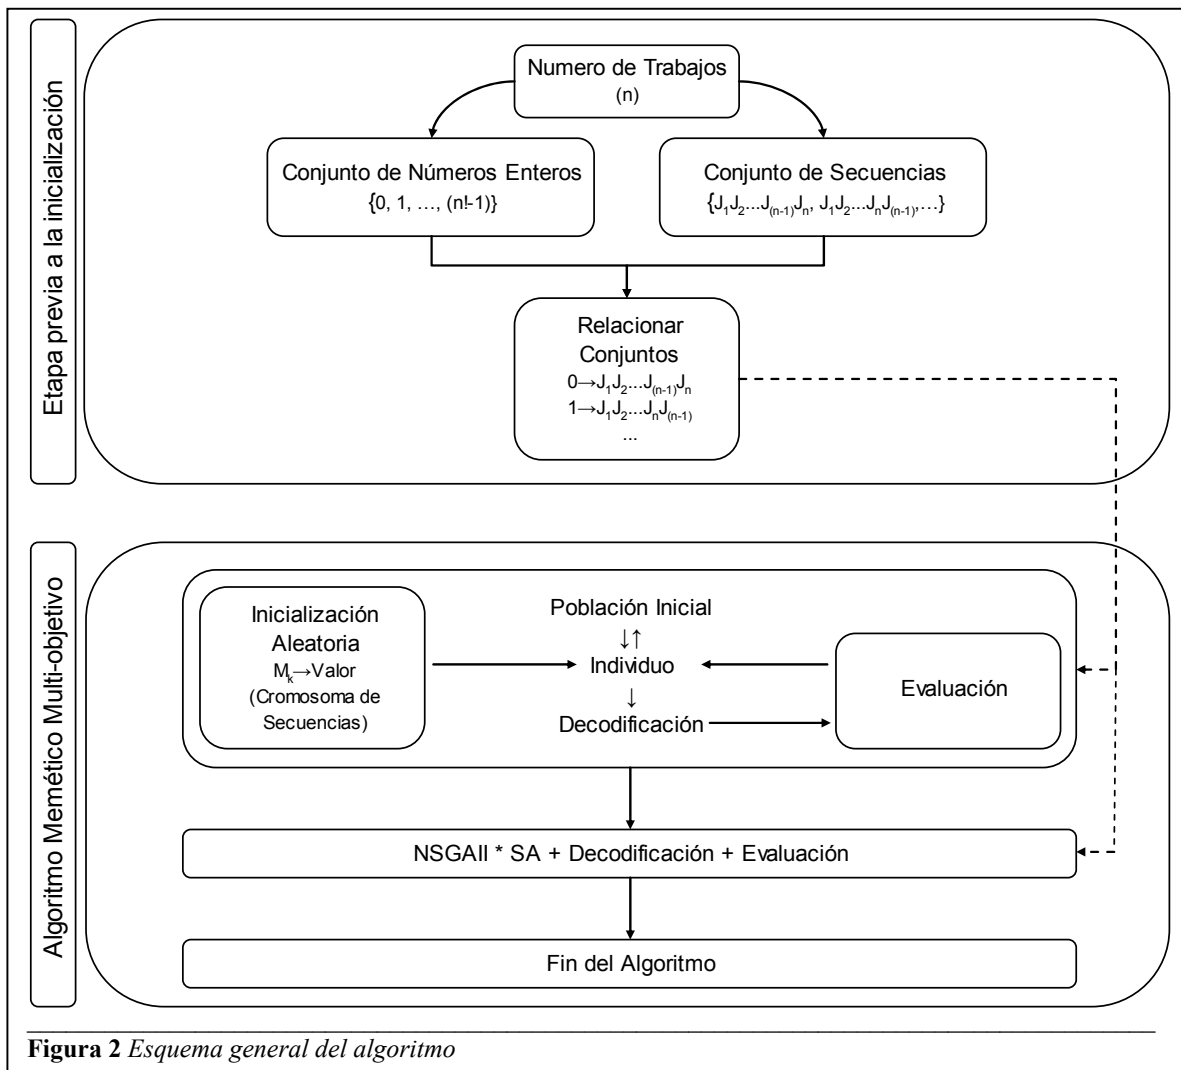 Etapa previa a la inicialización
Numero de Trabajos
(n)
Conjunto de Números Enteros
{0, 1, …, (n!-1)}
Conjunto de Secuencias
{J1J2...J(n-1)Jn, J1J2...JnJ(n-1),…}
Relacionar
Conjuntos
0→J1J2...J(n-1)Jn
1→J1J2...JnJ(n-1)
...
Algoritmo Memético Multi-objetivo
Inicialización
Aleatoria
Mk→Valor
(Cromosoma de
Secuencias)
Población Inicial
↓↑
Individuo
↓
Decodificación
Evaluación
NSGAII * SA + Decodificación + Evaluación
Fin del Algoritmo
Figura 2 Esquema general del algoritmo